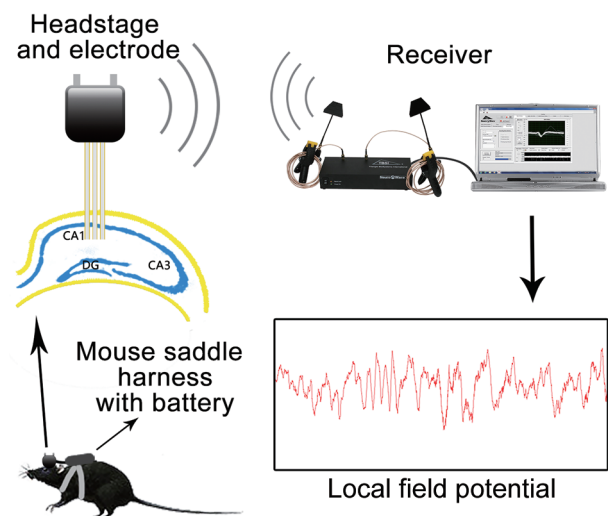 Headstage
and electrode
Receiver
CA1
DG
CA3
Mouse saddle
harness
with battery
Local field potential